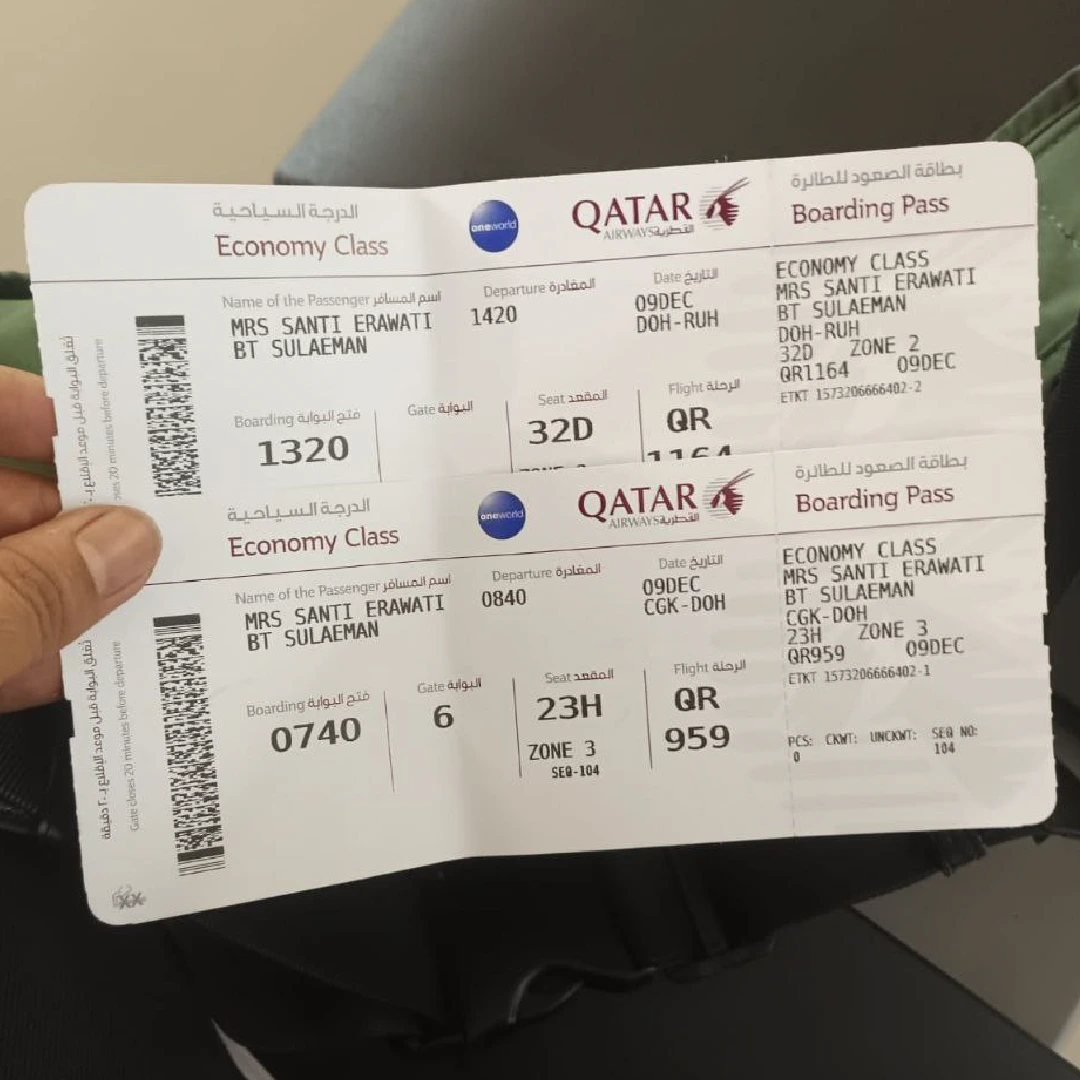 الدرجة السياحية
Economy Class
oneworld
QATAR
AIRWAYS القطرية
بطاقة الصعود للطائرة
Boarding Pass
Name of the Passenger اسم المسافر
MRS SANTI ERAWATI
BT SULAEMAN
Departure المغادرة
1420
Date التاريخ
09DEC
DOH-RUH
Boarding فتح البوابة
1320
Gate البوابة
Seat المقعد
32D
Flight الرحلة
QR
1164
ECONOMY CLASS
MRS SANTI ERAWATI
BT SULAEMAN
DOH-RUH
32D ZONE 2
QR1164 09DEC
ETKT 1573206666402-2
تغلق البوابة قبل موعد الإقلاع بـ
20 minutes before departure
الدرجة السياحية
Economy Class
oneworld
QATAR
AIRWAYS القطرية
بطاقة الصعود للطائرة
Boarding Pass
Name of the Passenger اسم المسافر
MRS SANTI ERAWATI
BT SULAEMAN
Departure المغادرة
0840
Date التاريخ
09DEC
CGK-DOH
Boarding فتح البوابة
0740
Gate البوابة
6
Seat المقعد
23H
ZONE 3
SEQ-104
Flight الرحلة
QR
959
ECONOMY CLASS
MRS SANTI ERAWATI
BT SULAEMAN
CGK-DOH
23H ZONE 3
QR959 09DEC
ETKT 1573206666402-1
PCS: CKWT: UNCKWT: SEQ NO:
0 104
تغلق البوابة قبل موعد الإقلاع بـ ٢٠ دقيقة
Gate closes 20 minutes before departure